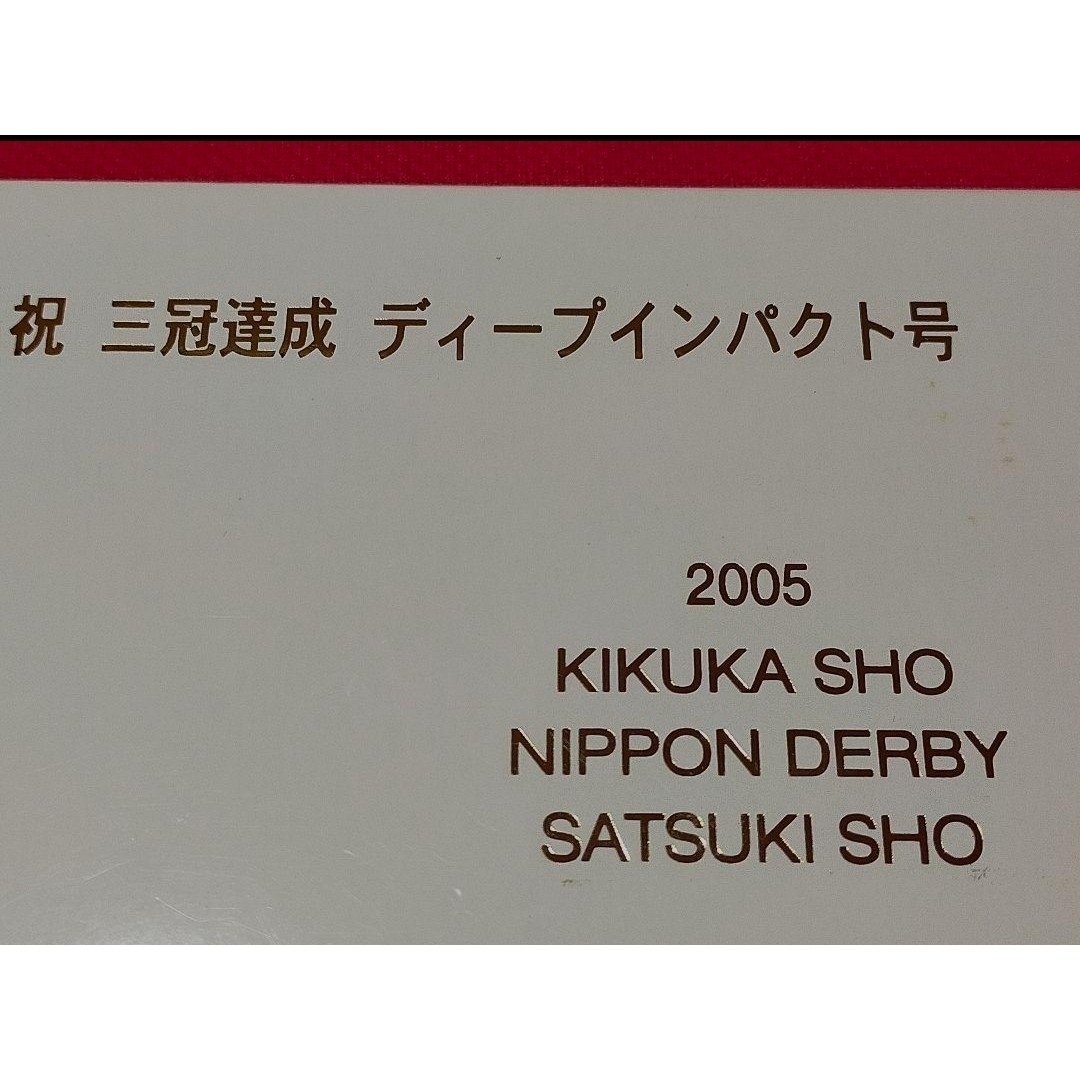 祝 三冠達成 ディープインパクト号
2005
KIKUKA SHO
NIPPON DERBY
SATSUKI SHO